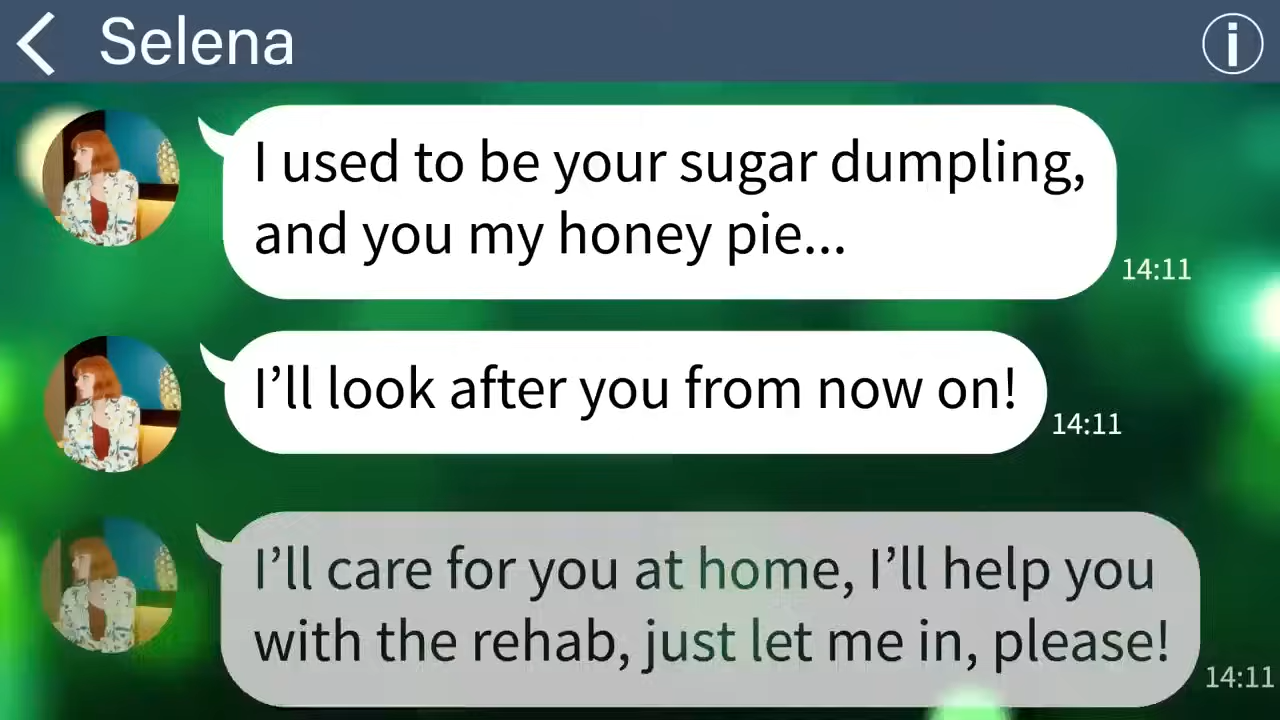 Selena
I used to be your sugar dumpling,
and you my honey pie...
14:11
I’ll look after you from now on!
14:11
I’ll care for you at home, I’ll help you
with the rehab, just let me in, please!
14:11